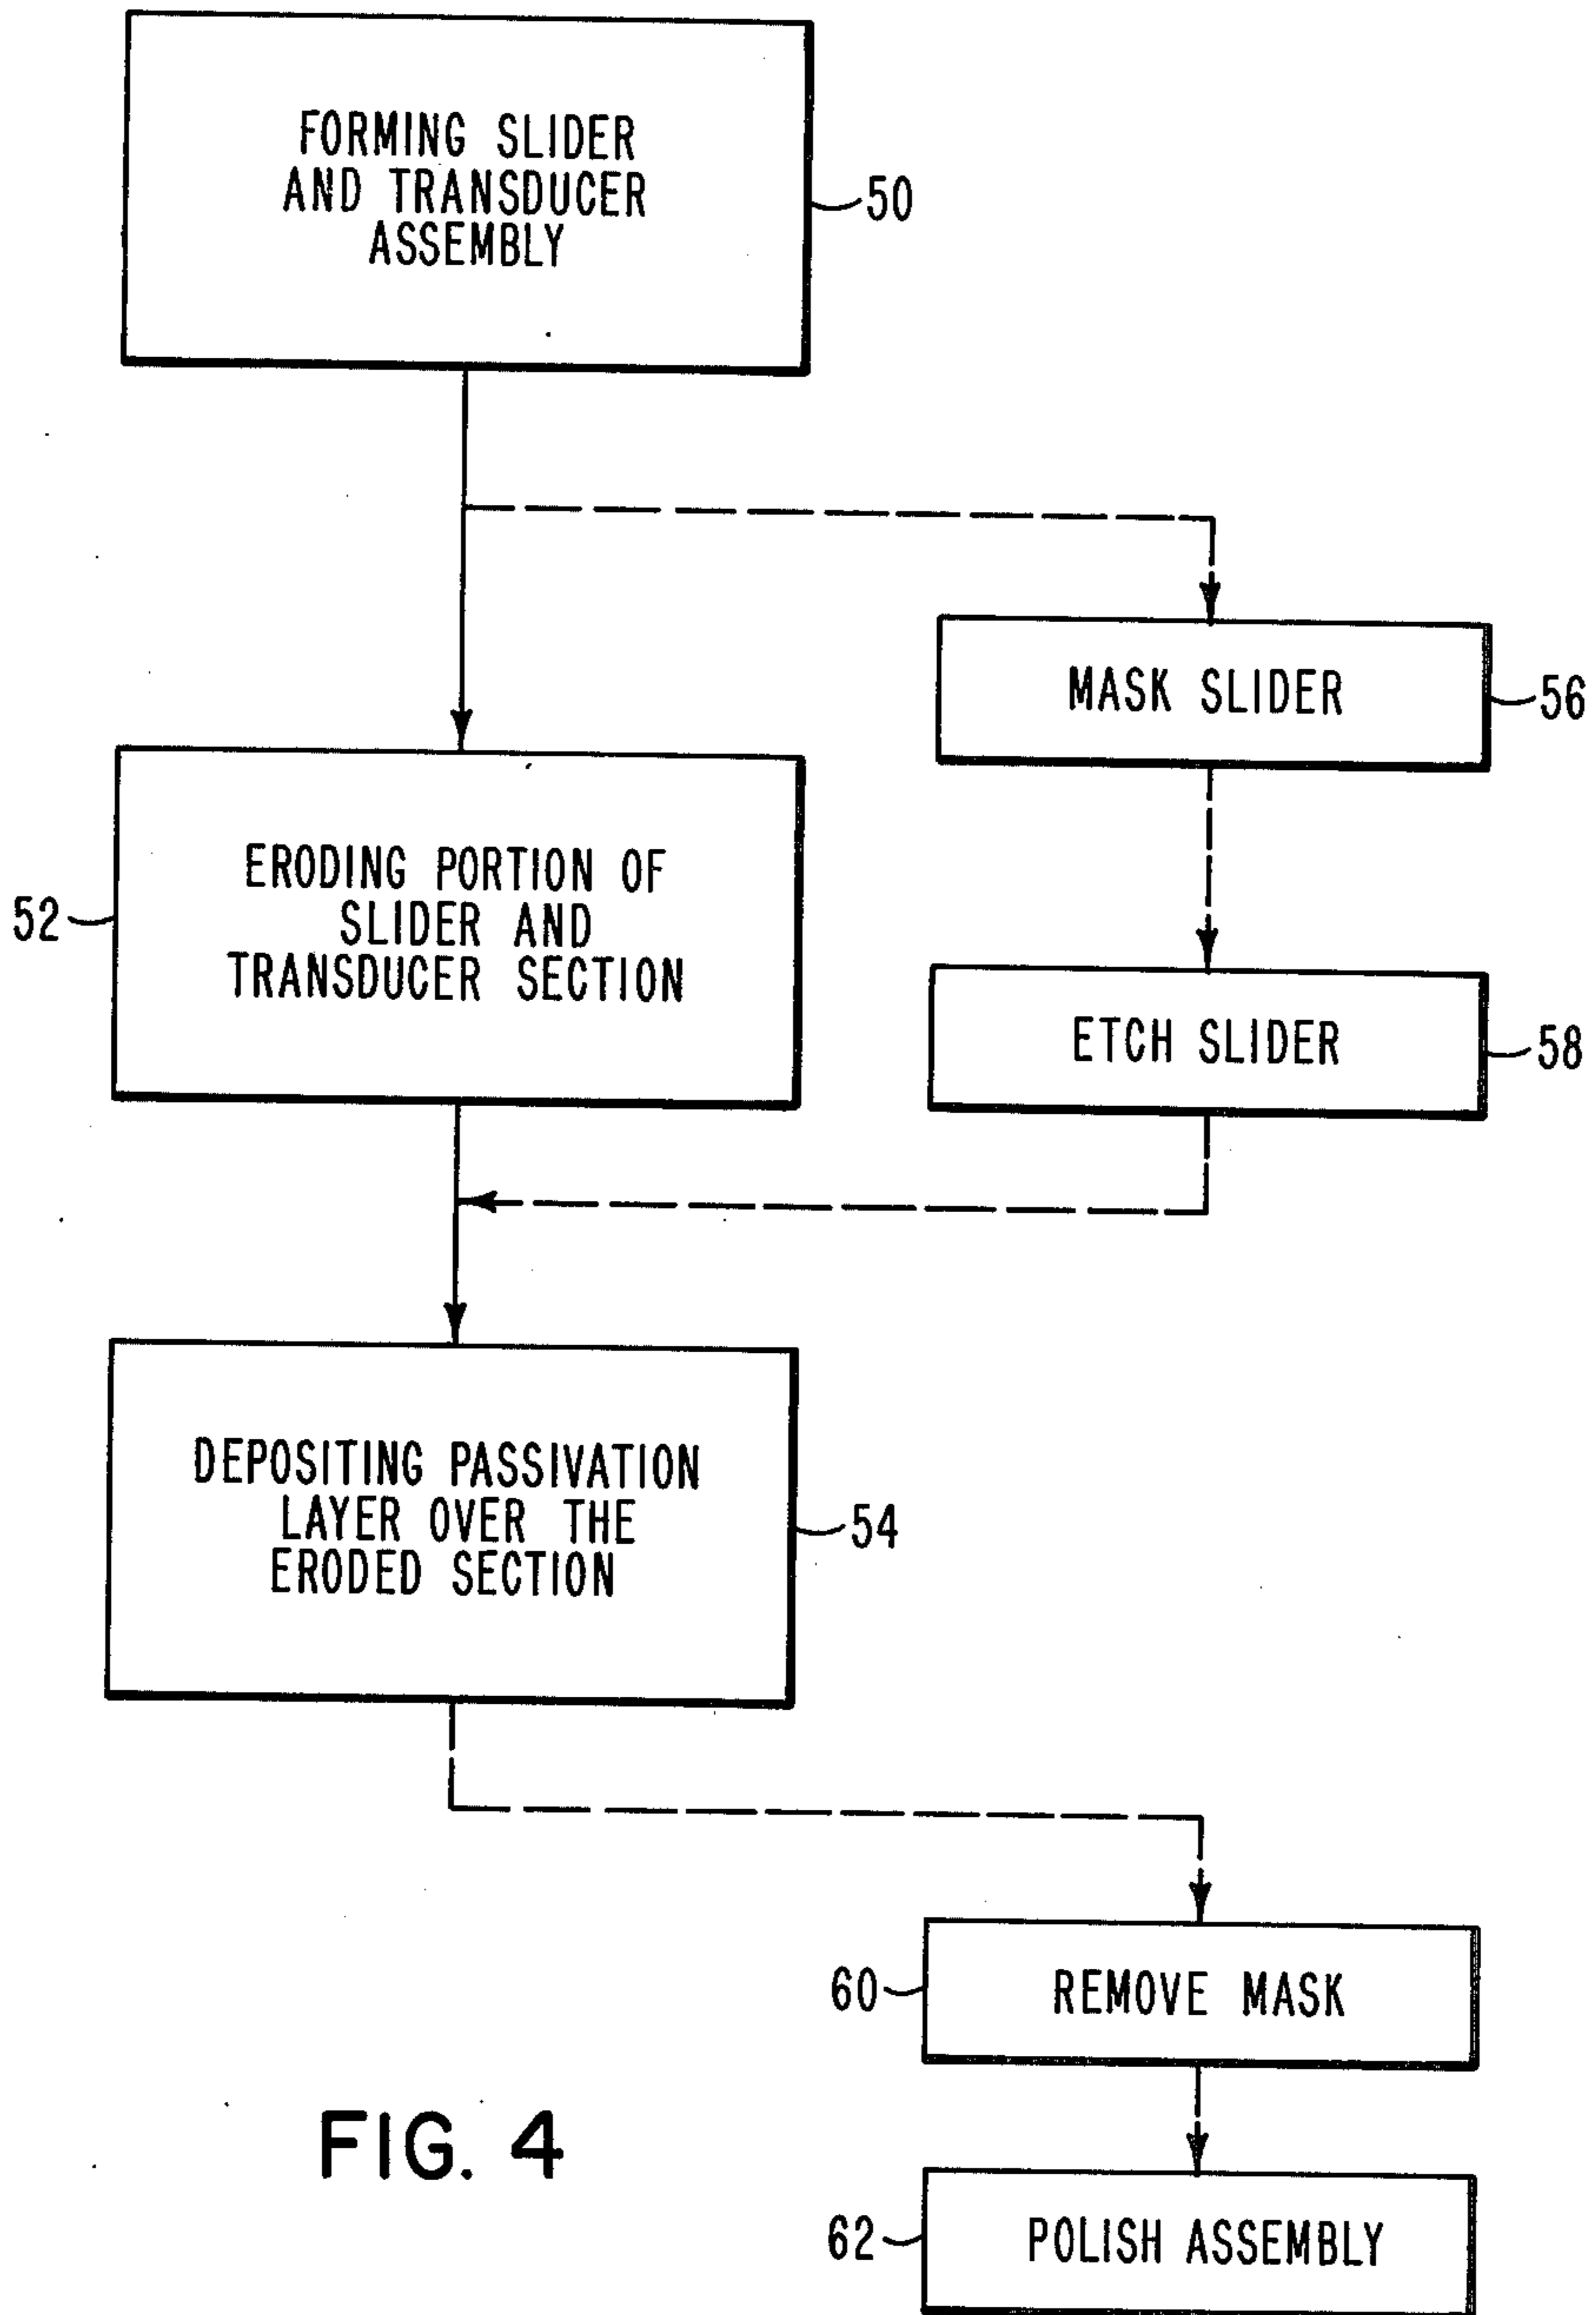 FORMING SLIDER
AND TRANSDUCER
ASSEMBLY
50
MASK SLIDER
56
ERODING PORTION OF
SLIDER AND
TRANSDUCER SECTION
52
ETCH SLIDER
58
DEPOSITING PASSIVATION
LAYER OVER THE
ERODED SECTION
54
60
REMOVE MASK
62
POLISH ASSEMBLY
FIG. 4